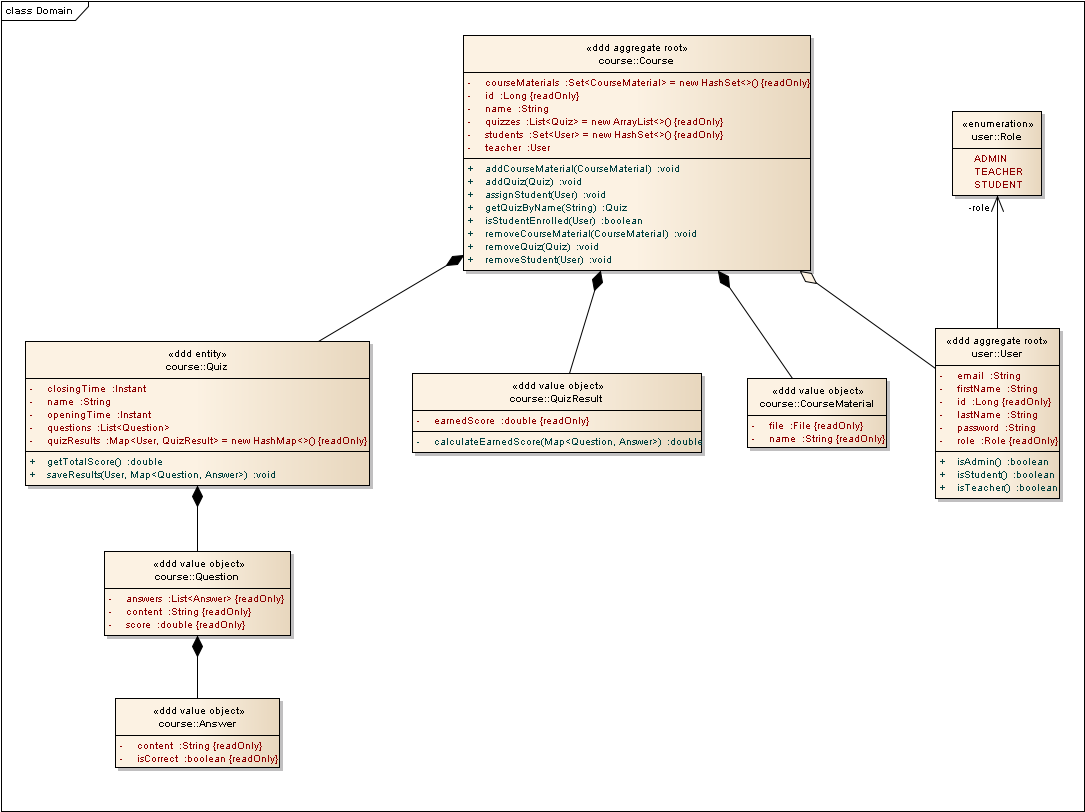 class Domain
«ddd aggregate root»
course::Course
- courseMaterials :Set<CourseMaterial> = new HashSet<>() {readOnly}
- id :Long {readOnly}
- name :String
- quizzes :List<Quiz> = new ArrayList<>() {readOnly}
- students :Set<User> = new HashSet<>() {readOnly}
- teacher :User
+ addCourseMaterial(CourseMaterial) :void
+ addQuiz(Quiz) :void
+ assignStudent(User) :void
+ getQuizByName(String) :Quiz
+ isStudentEnrolled(User) :boolean
+ removeCourseMaterial(CourseMaterial) :void
+ removeQuiz(Quiz) :void
+ removeStudent(User) :void
«enumeration»
user::Role
ADMIN
TEACHER
STUDENT
-role
«ddd entity»
course::Quiz
- closingTime :Instant
- name :String
- openingTime :Instant
- questions :List<Question>
- quizResults :Map<User, QuizResult> = new HashMap<>() {readOnly}
+ getTotalScore() :double
+ saveResults(User, Map<Question, Answer>) :void
«ddd value object»
course::QuizResult
- earnedScore :double {readOnly}
- calculateEarnedScore(Map<Question, Answer>) :double
«ddd value object»
course::CourseMaterial
- file :File {readOnly}
- name :String {readOnly}
«ddd aggregate root»
user::User
- email :String
- firstName :String
- id :Long {readOnly}
- lastName :String
- password :String
- role :Role {readOnly}
+ isAdmin() :boolean
+ isStudent() :boolean
+ isTeacher() :boolean
«ddd value object»
course::Question
- answers :List<Answer> {readOnly}
- content :String {readOnly}
- score :double {readOnly}
«ddd value object»
course::Answer
- content :String {readOnly}
- isCorrect :boolean {readOnly}